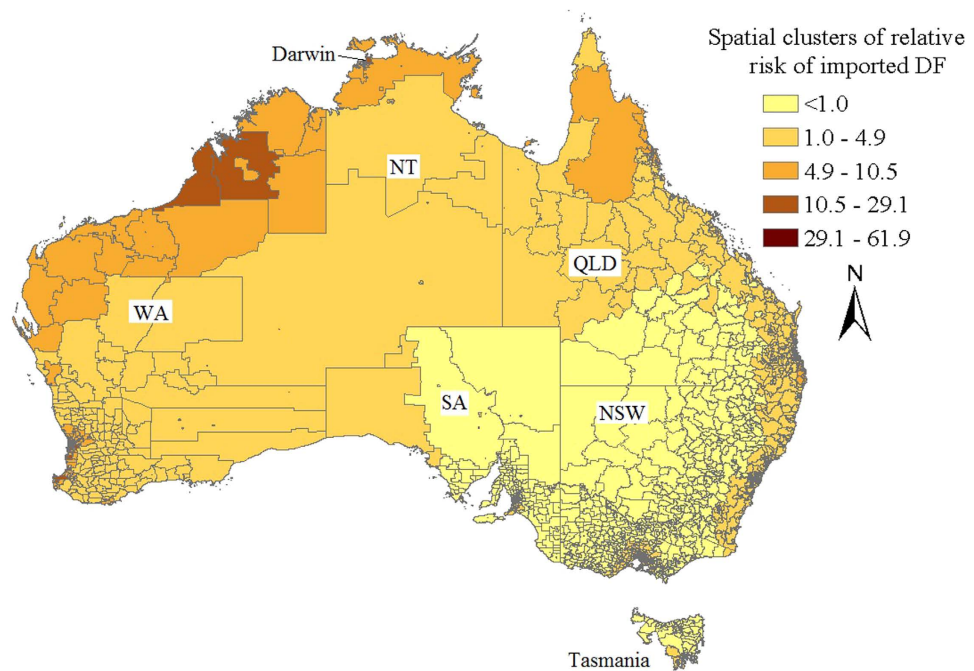 Spatial clusters of relative
risk of imported DF
<1.0
1.0 - 4.9
4.9 - 10.5
10.5 - 29.1
29.1 - 61.9
N
Darwin
NT
QLD
WA
SA
NSW
Tasmania